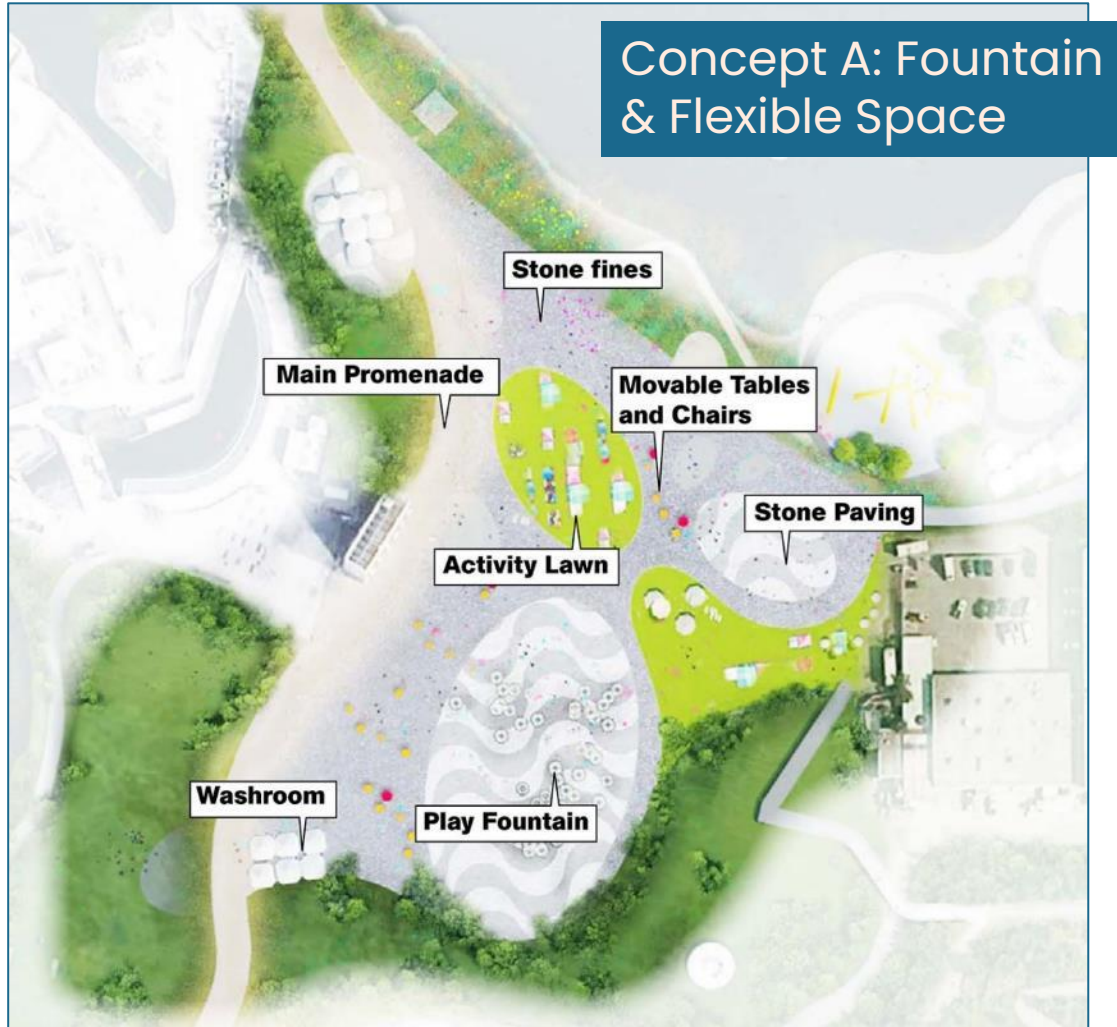 Concept A: Fountain
& Flexible Space
Stone fines
Main Promenade
Movable Tables
and Chairs
Stone Paving
Activity Lawn
Washroom
Play Fountain